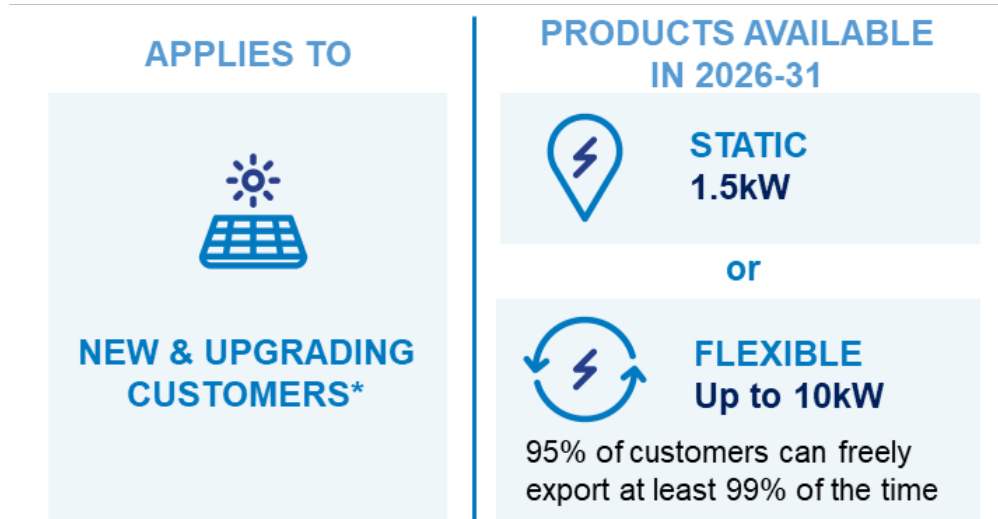 APPLIES TO
NEW & UPGRADING
CUSTOMERS*
PRODUCTS AVAILABLE
IN 2026-31
STATIC
1.5kW
or
FLEXIBLE
Up to 10kW
95% of customers can freely
export at least 99% of the time